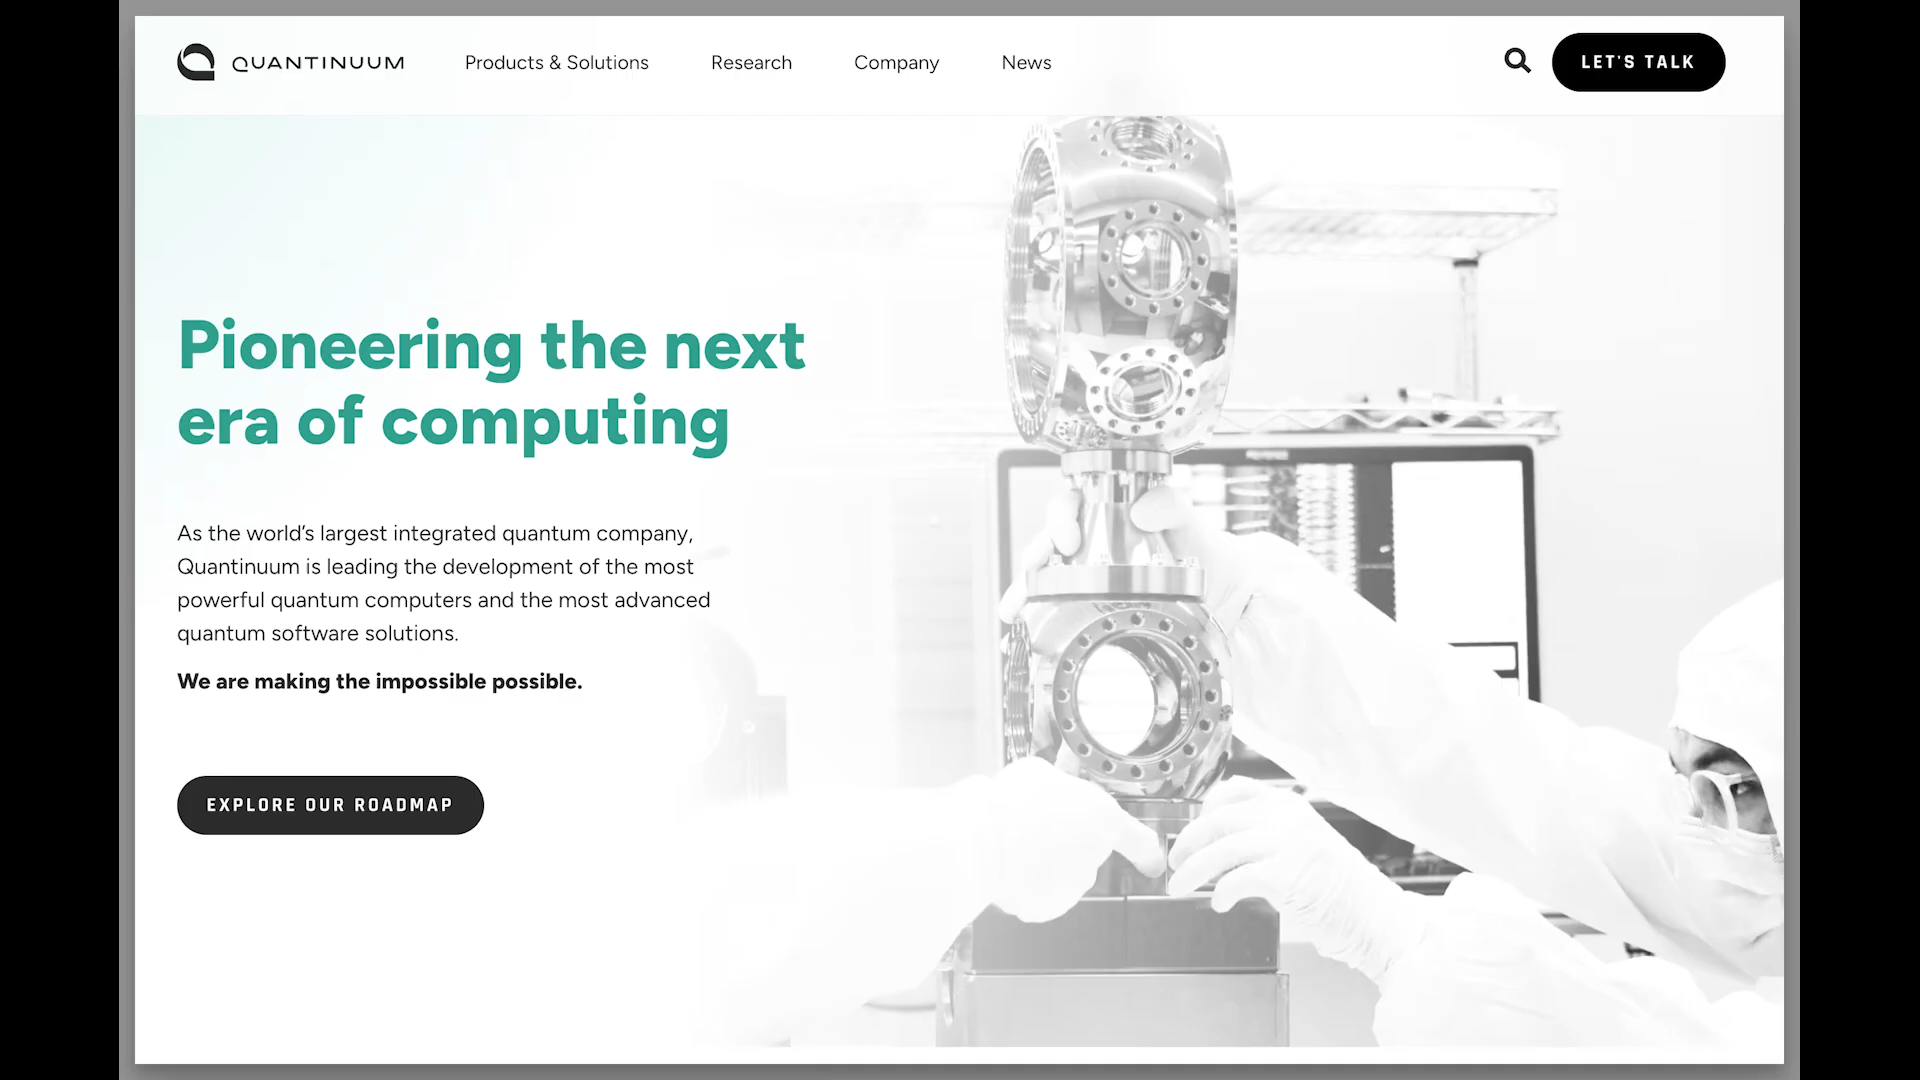 QUANTINUUM
Products & Solutions
Research
Company
News
LET'S TALK
Pioneering the next
era of computing
As the world’s largest integrated quantum company,
Quantinuum is leading the development of the most
powerful quantum computers and the most advanced
quantum software solutions.
We are making the impossible possible.
EXPLORE OUR ROADMAP